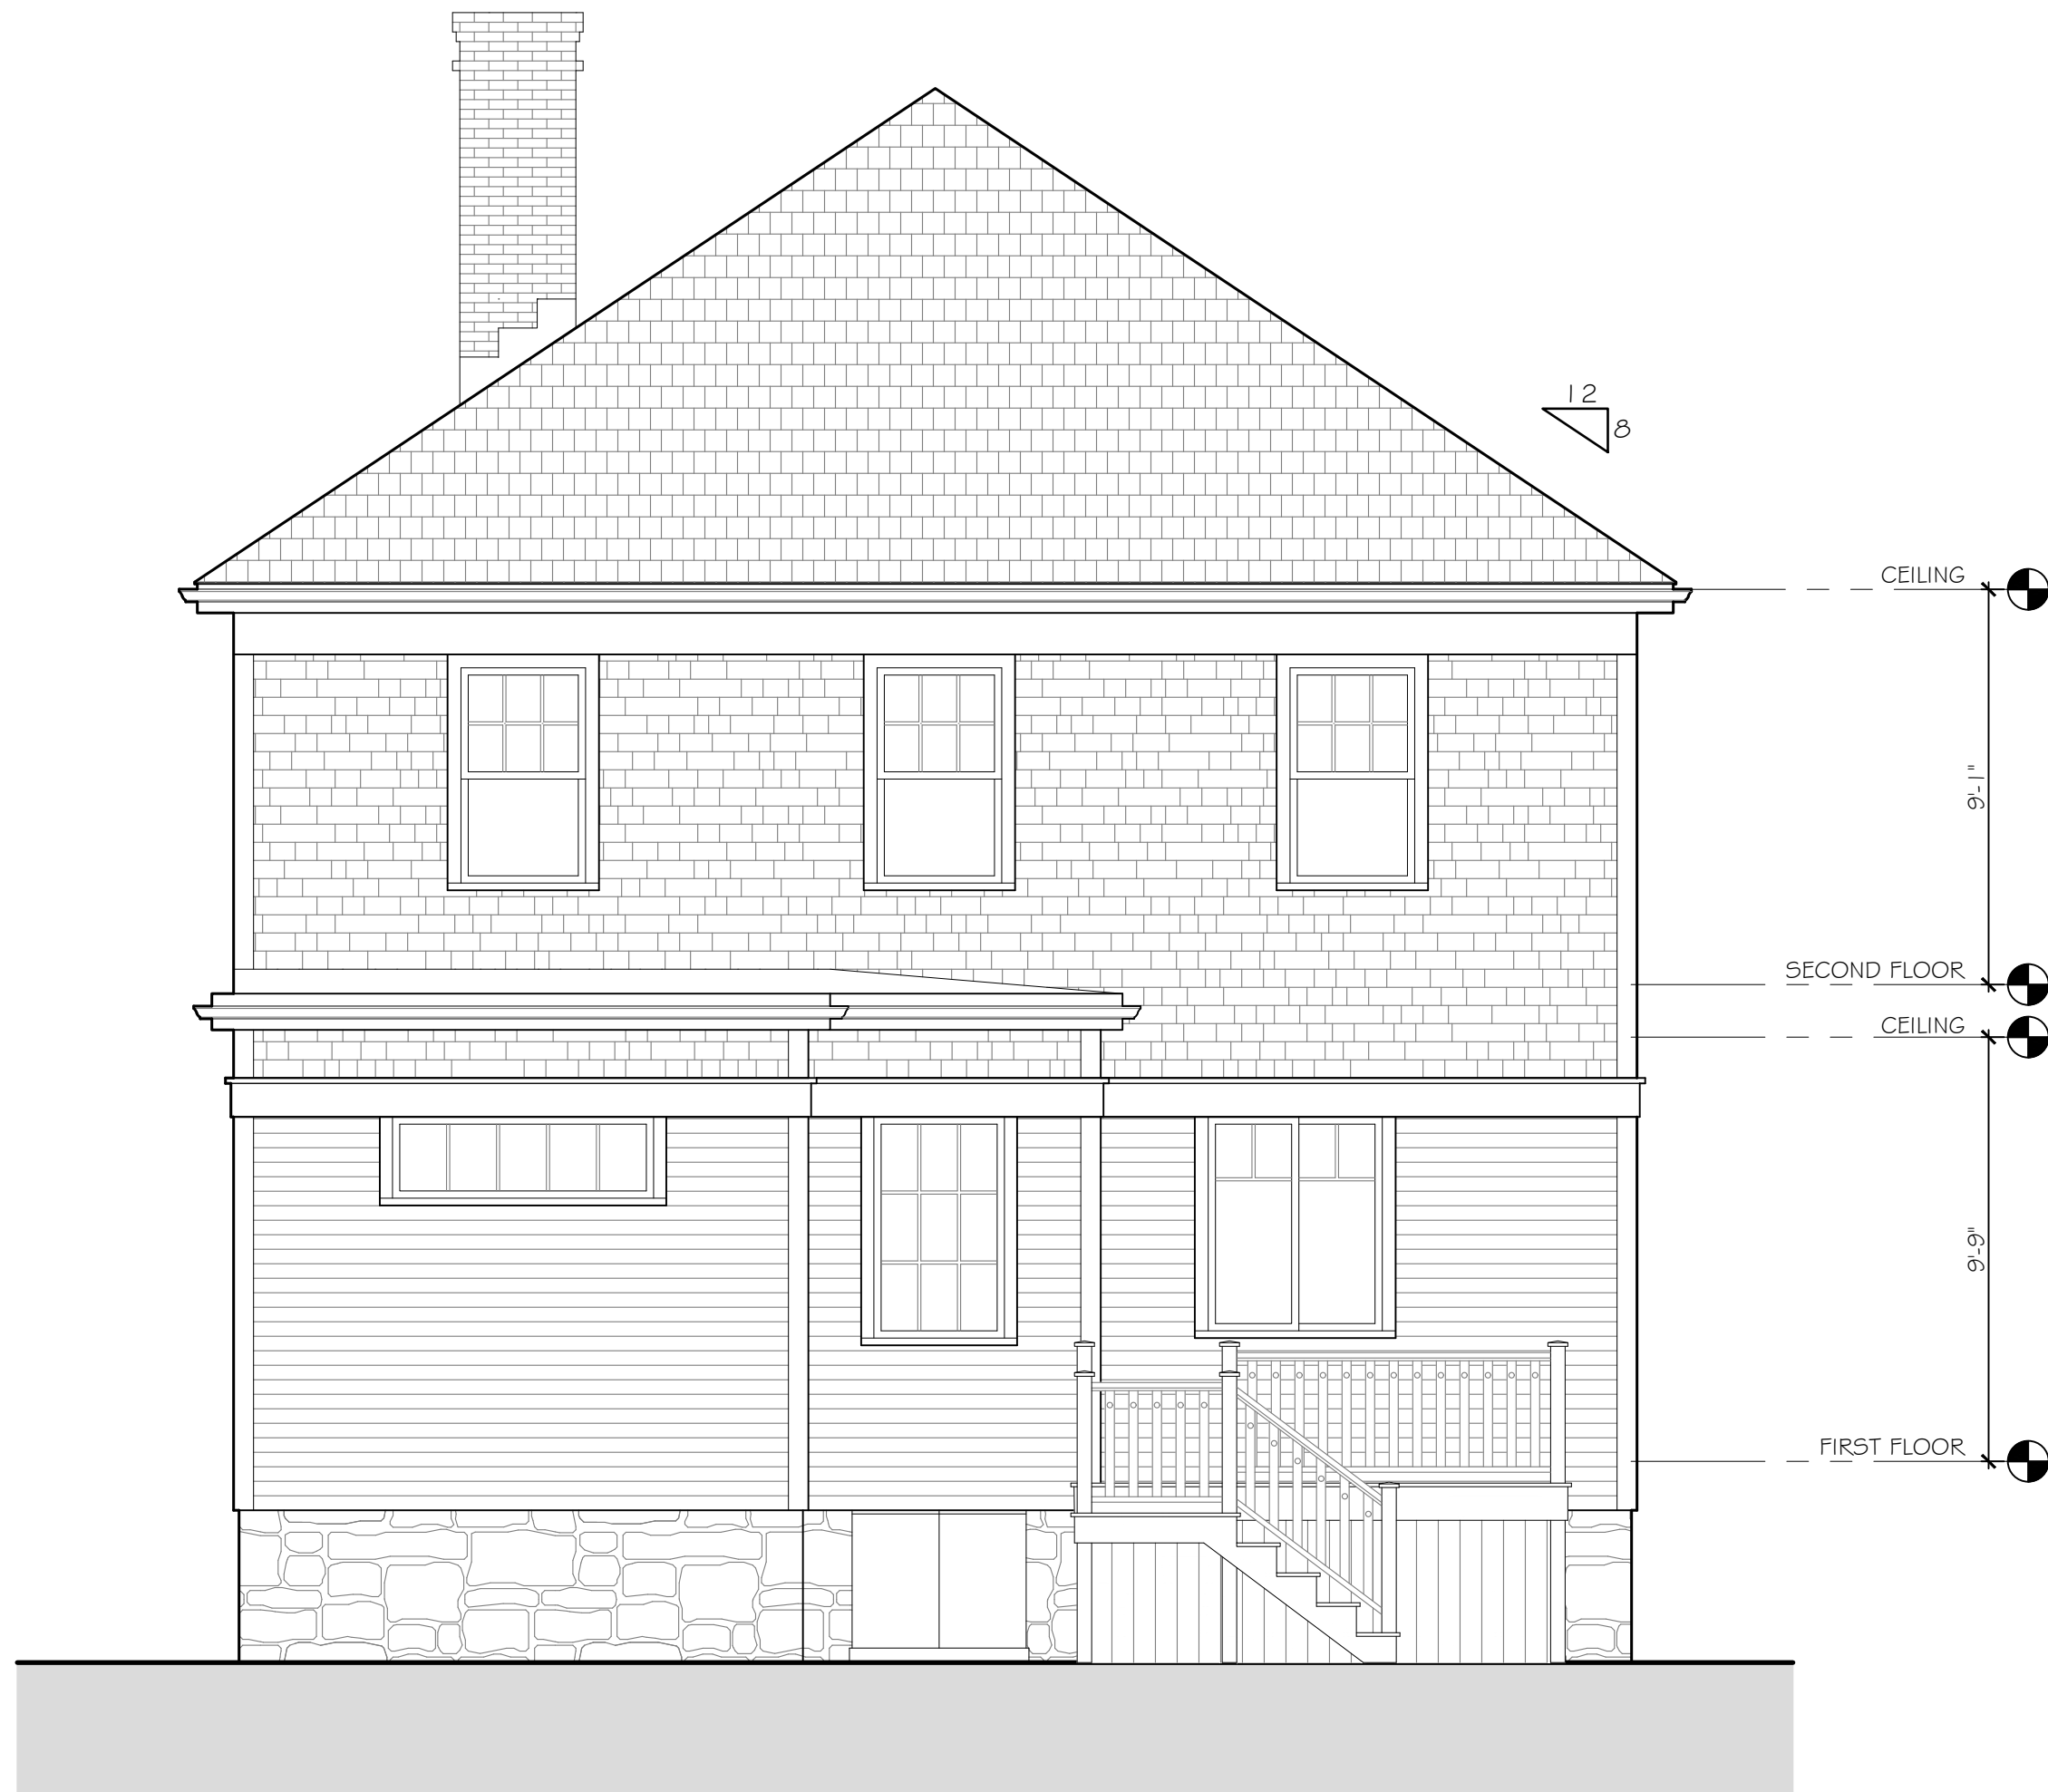 12
8
CEILING
9'-1"
SECOND FLOOR
CEILING
9'-9"
FIRST FLOOR